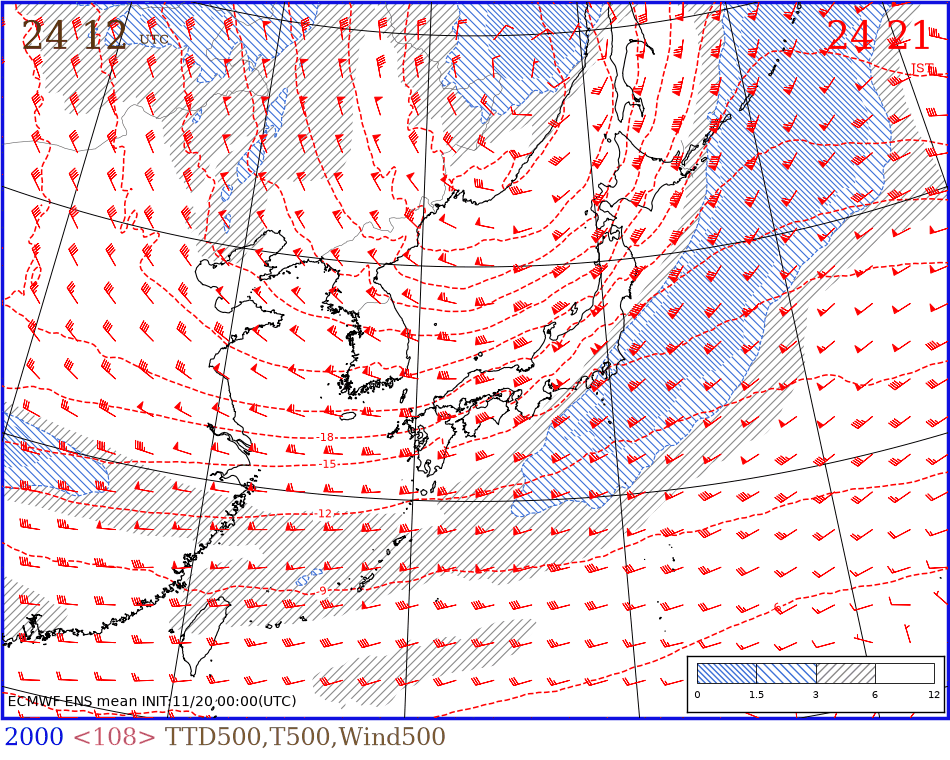 24 12 UTC
24 21
JST
-18
-15
-12
-9
-6
0 1.5 3 6 12
ECMWF ENS mean INIT:11/20 00:00(UTC)
2000 <108> TTD500,T500,Wind500